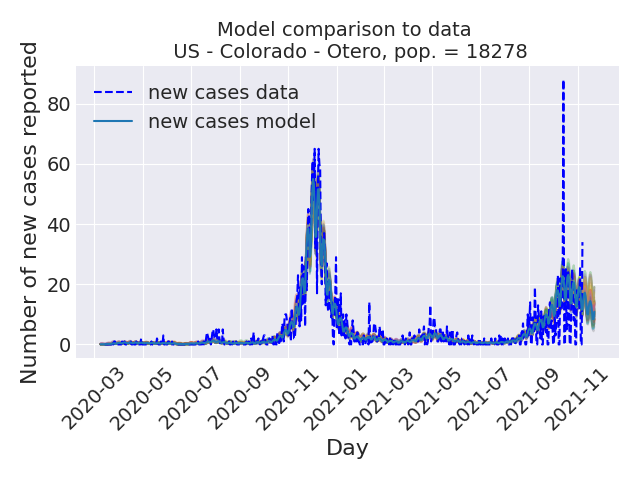 Model comparison to data
US - Colorado - Otero, pop. = 18278
Number of new cases reported
80
60
40
20
0
new cases data
new cases model
2020-03
2020-05
2020-07
2020-09
2020-11
2021-01
2021-03
2021-05
2021-07
2021-09
2021-11
Day